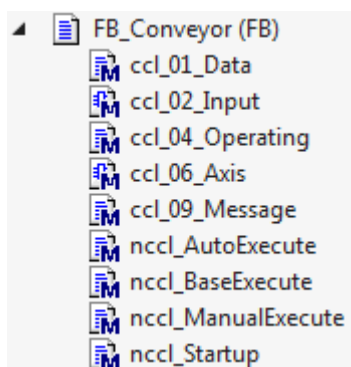 FB_Conveyor (FB)
ccl_01_Data
ccl_02_Input
ccl_04_Operating
ccl_06_Axis
ccl_09_Message
nccl_AutoExecute
nccl_BaseExecute
nccl_ManualExecute
nccl_Startup